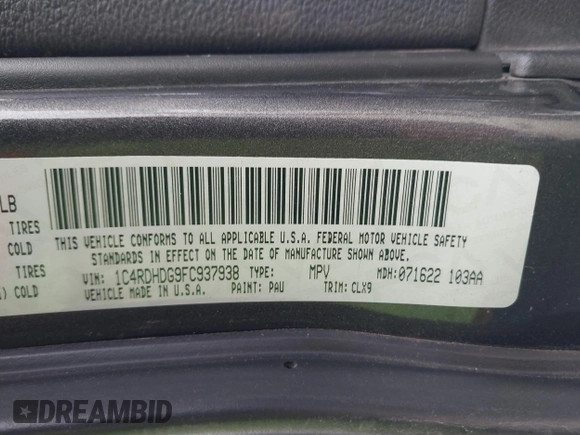 LB
TIRES
COLD
TIRES
COLD
THIS VEHICLE CONFORMS TO ALL APPLICABLE U.S.A. FEDERAL MOTOR VEHICLE SAFETY
STANDARDS IN EFFECT ON THE DATE OF MANUFACTURE SHOWN ABOVE.
VIN: 1C4RDHDG9FC937938 TYPE: MPV MDH:071622 103AA
VEHICLE MADE IN U.S.A. PAINT: PAU TRIM: CLX9
DREAMBID